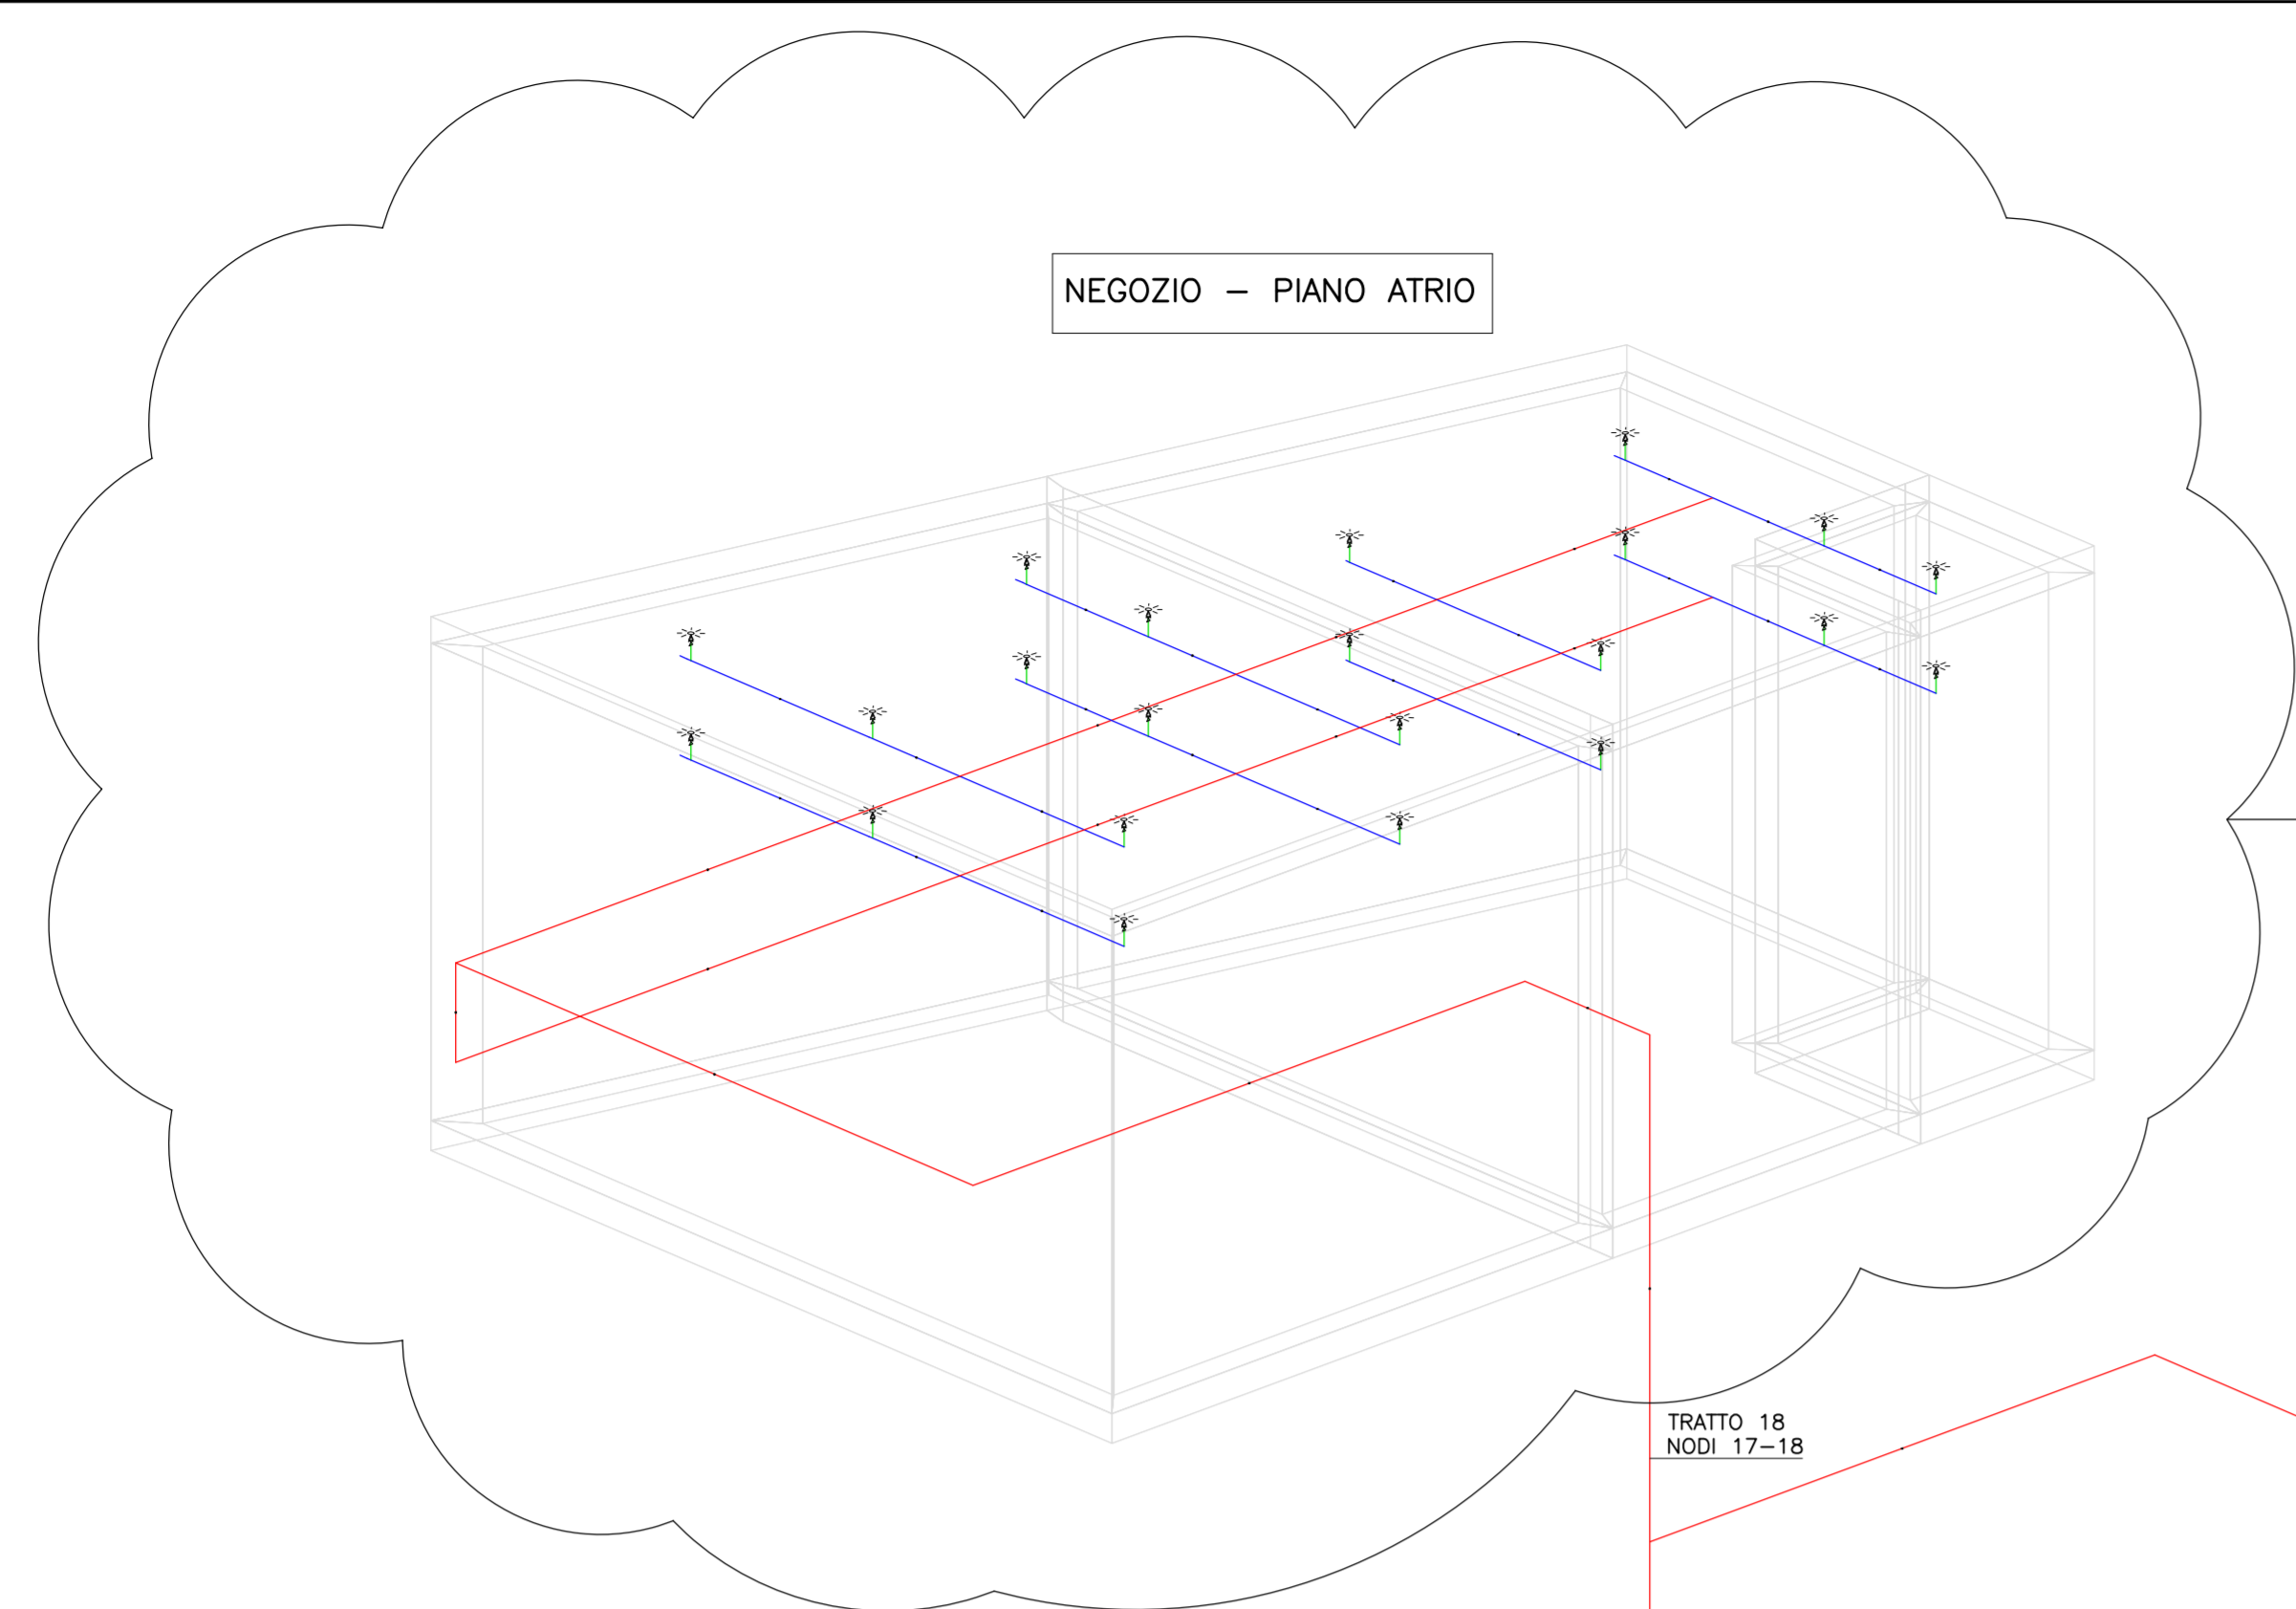 NEGOZIO – PIANO ATRIO
TRATTO 18
NODI 17–18